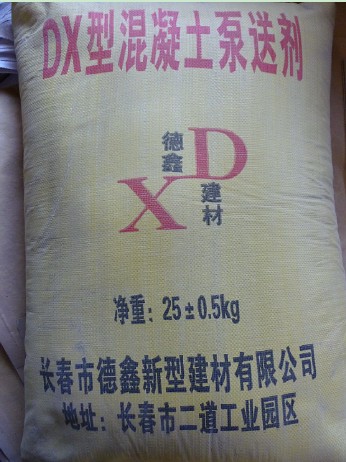 DX型混凝土泵送剂
德鑫
XD
建材
净重：25±0.5kg
长春市德鑫新型建材有限公司
地址：长春市二道工业园区